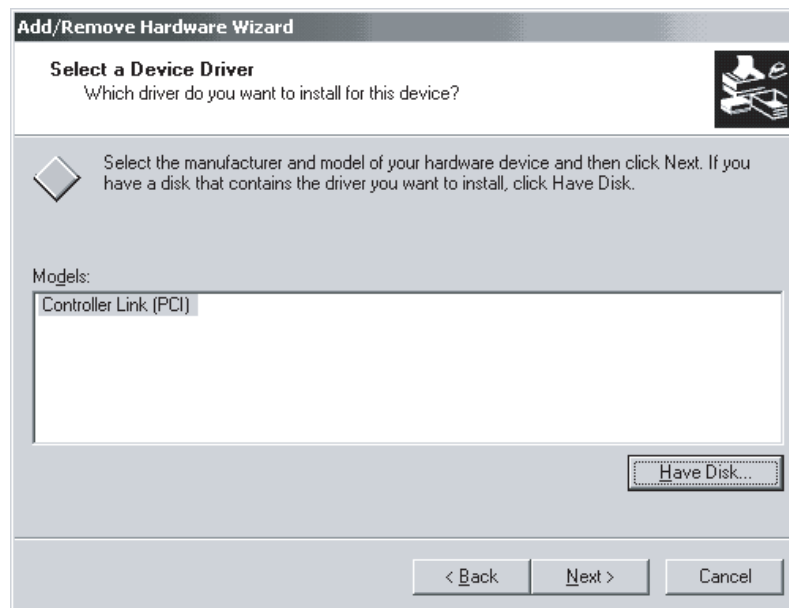 Add/Remove Hardware Wizard
Select a Device Driver
Which driver do you want to install for this device?
Select the manufacturer and model of your hardware device and then click Next. If you
have a disk that contains the driver you want to install, click Have Disk.
Models:
Controller Link (PCI)
Have Disk...
< Back Next > Cancel